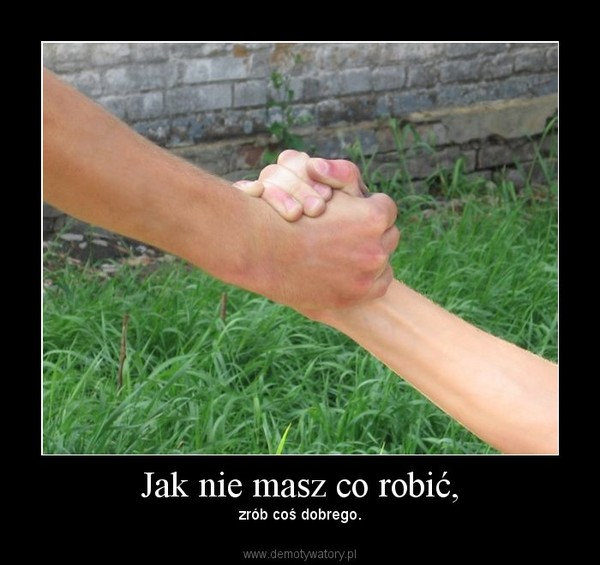 Jak nie masz co robić,
zrób coś dobrego.
www.demotywatory.pl